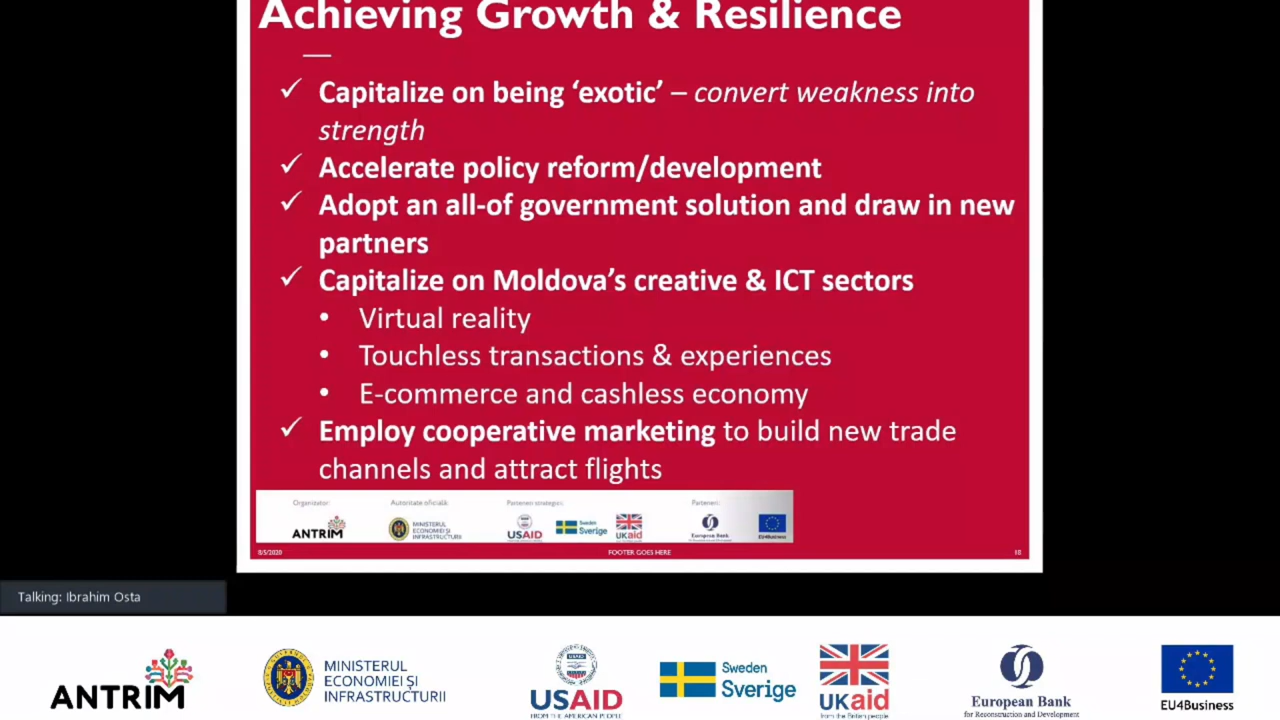 Achieving Growth & Resilience
Capitalize on being ‘exotic’ – convert weakness into
strength
Accelerate policy reform/development
Adopt an all-of government solution and draw in new
partners
Capitalize on Moldova’s creative & ICT sectors
• Virtual reality
• Touchless transactions & experiences
• E-commerce and cashless economy
Employ cooperative marketing to build new trade
channels and attract flights
Organizator:
Autoritate oficială:
Parteneri strategici:
Parteneri:
ANTRIM
MINISTERUL
ECONOMIEI ȘI
INFRASTRUCTURII
USAID
Sweden
Sverige
UKaid
European Bank
EU4Business
8/5/2020
FOOTER GOES HERE
18
Talking: Ibrahim Osta
ANTRIM
MINISTERUL
ECONOMIEI ȘI
INFRASTRUCTURII
USAID
FROM THE AMERICAN PEOPLE
Sweden
Sverige
UKaid
from the British people
European Bank
for Reconstruction and Development
EU4Business